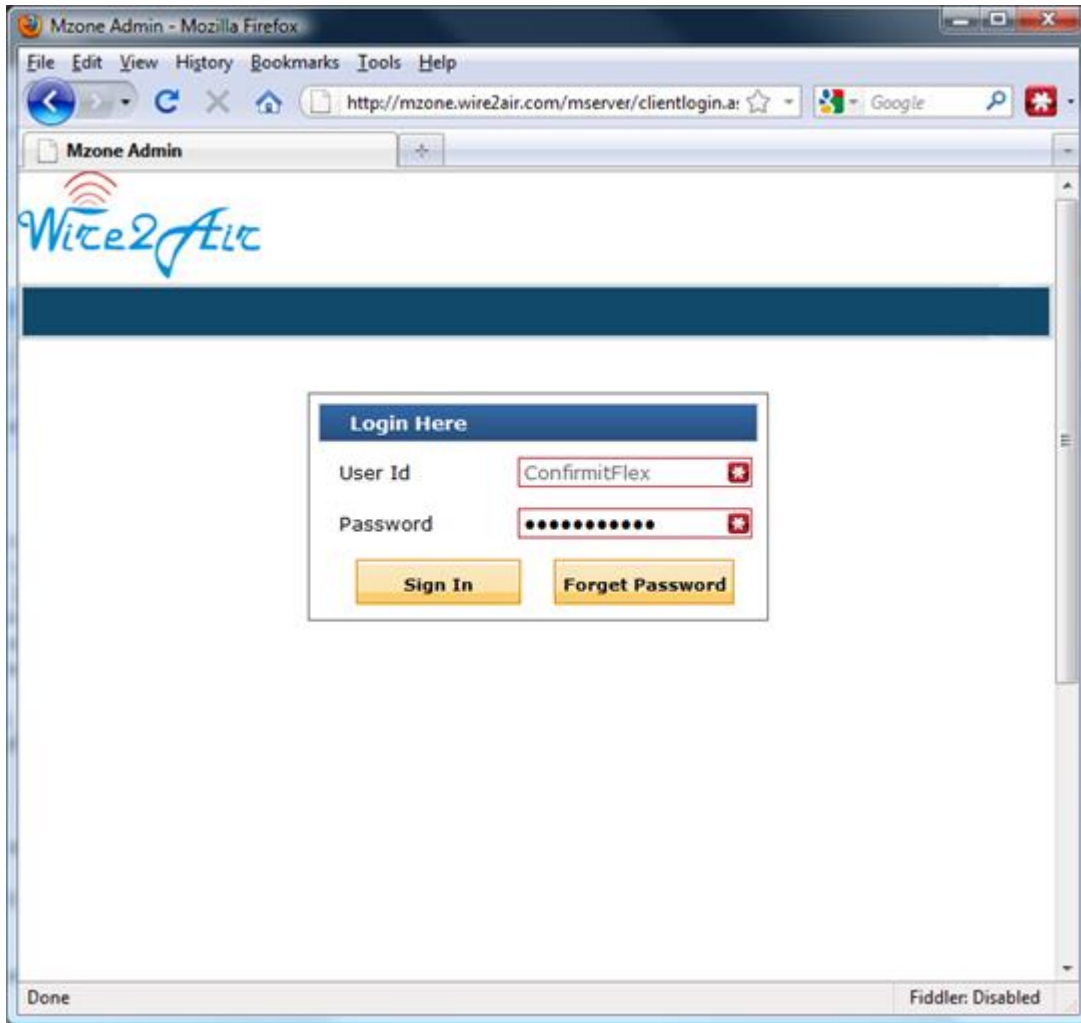 Mzone Admin - Mozilla Firefox
File Edit View History Bookmarks Tools Help
http://mzone.wire2air.com/mserver/clientlogin.a
Google
Mzone Admin
Wire2Air
Login Here
User Id ConfirmitFlex
Password •••••••••••
Sign In Forget Password
Done Fiddler: Disabled